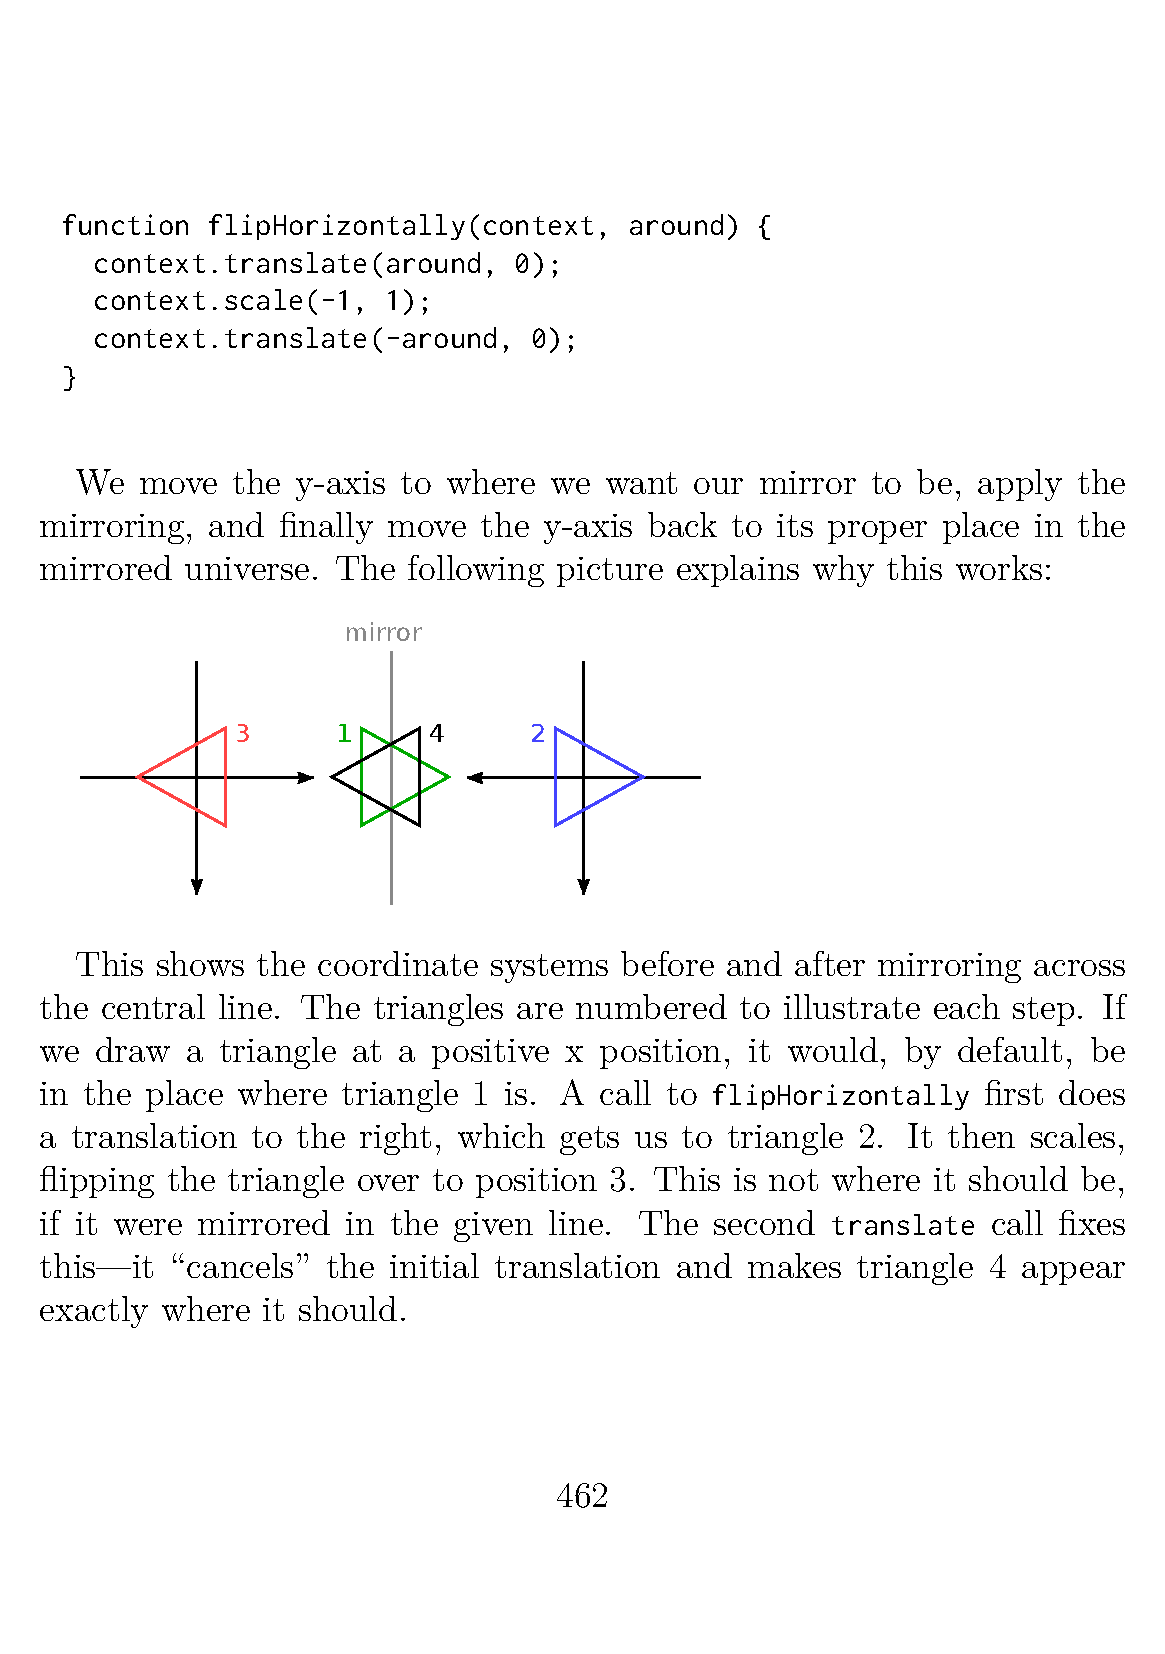 function flipHorizontally(context, around) {
  context.translate(around, 0);
  context.scale(-1, 1);
  context.translate(-around, 0);
}
We move the y-axis to where we want our mirror to be, apply the
mirroring, and finally move the y-axis back to its proper place in the
mirrored universe. The following picture explains why this works:
mirror
3 1 4 2
This shows the coordinate systems before and after mirroring across
the central line. The triangles are numbered to illustrate each step. If
we draw a triangle at a positive x position, it would, by default, be
in the place where triangle 1 is. A call to flipHorizontally first does
a translation to the right, which gets us to triangle 2. It then scales,
flipping the triangle over to position 3. This is not where it should be,
if it were mirrored in the given line. The second translate call fixes
this—it “cancels” the initial translation and makes triangle 4 appear
exactly where it should.
462